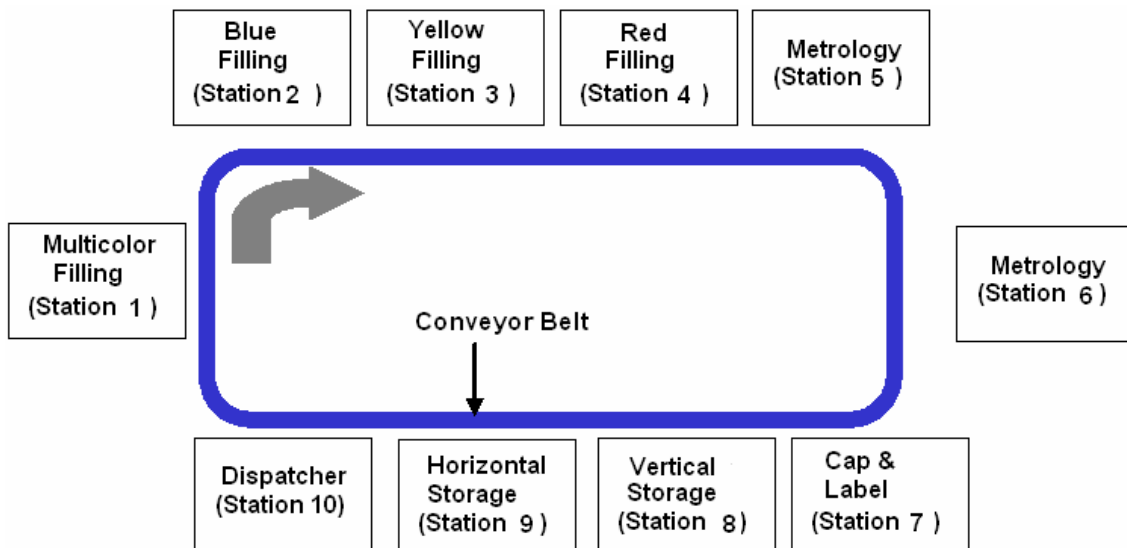 Blue
Filling
(Station 2 )
Yellow
Filling
(Station 3 )
Red
Filling
(Station 4 )
Metrology
(Station 5 )
Multicolor
Filling
(Station 1 )
Metrology
(Station 6 )
Conveyor Belt
Dispatcher
(Station 10)
Horizontal
Storage
(Station 9 )
Vertical
Storage
(Station 8 )
Cap &
Label
(Station 7 )